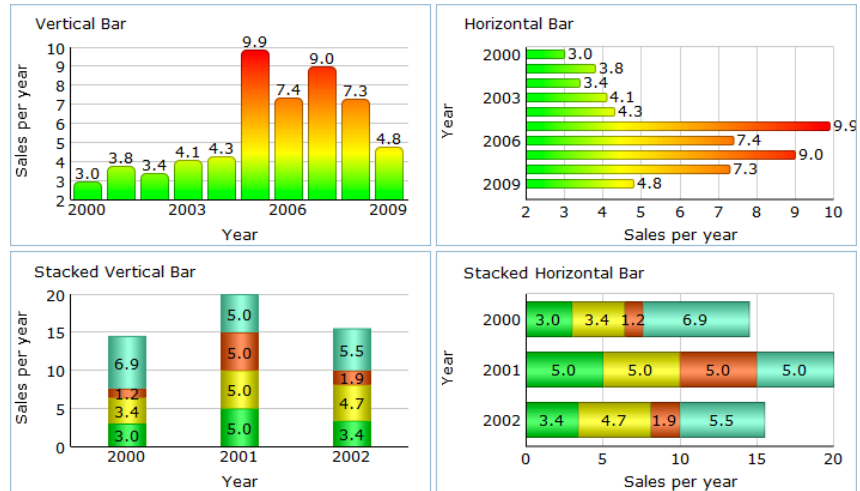 Vertical Bar
Sales per year
10
9
8
7
6
5
4
3
2
3.0
3.8
3.4
4.1
4.3
9.9
7.4
9.0
7.3
4.8
2000 2003 2006 2009
Year
Horizontal Bar
Year
2000
2003
2006
2009
3.0
3.8
3.4
4.1
4.3
9.9
7.4
9.0
7.3
4.8
2 3 4 5 6 7 8 9 10
Sales per year
Stacked Vertical Bar
Sales per year
20
15
10
5
0
6.9
1.2
3.4
3.0
5.0
5.0
5.0
5.0
5.5
1.9
4.7
3.4
2000 2001 2002
Year
Stacked Horizontal Bar
Year
2000 3.0 3.4 1.2 6.9
2001 5.0 5.0 5.0 5.0
2002 3.4 4.7 1.9 5.5
0 5 10 15 20
Sales per year